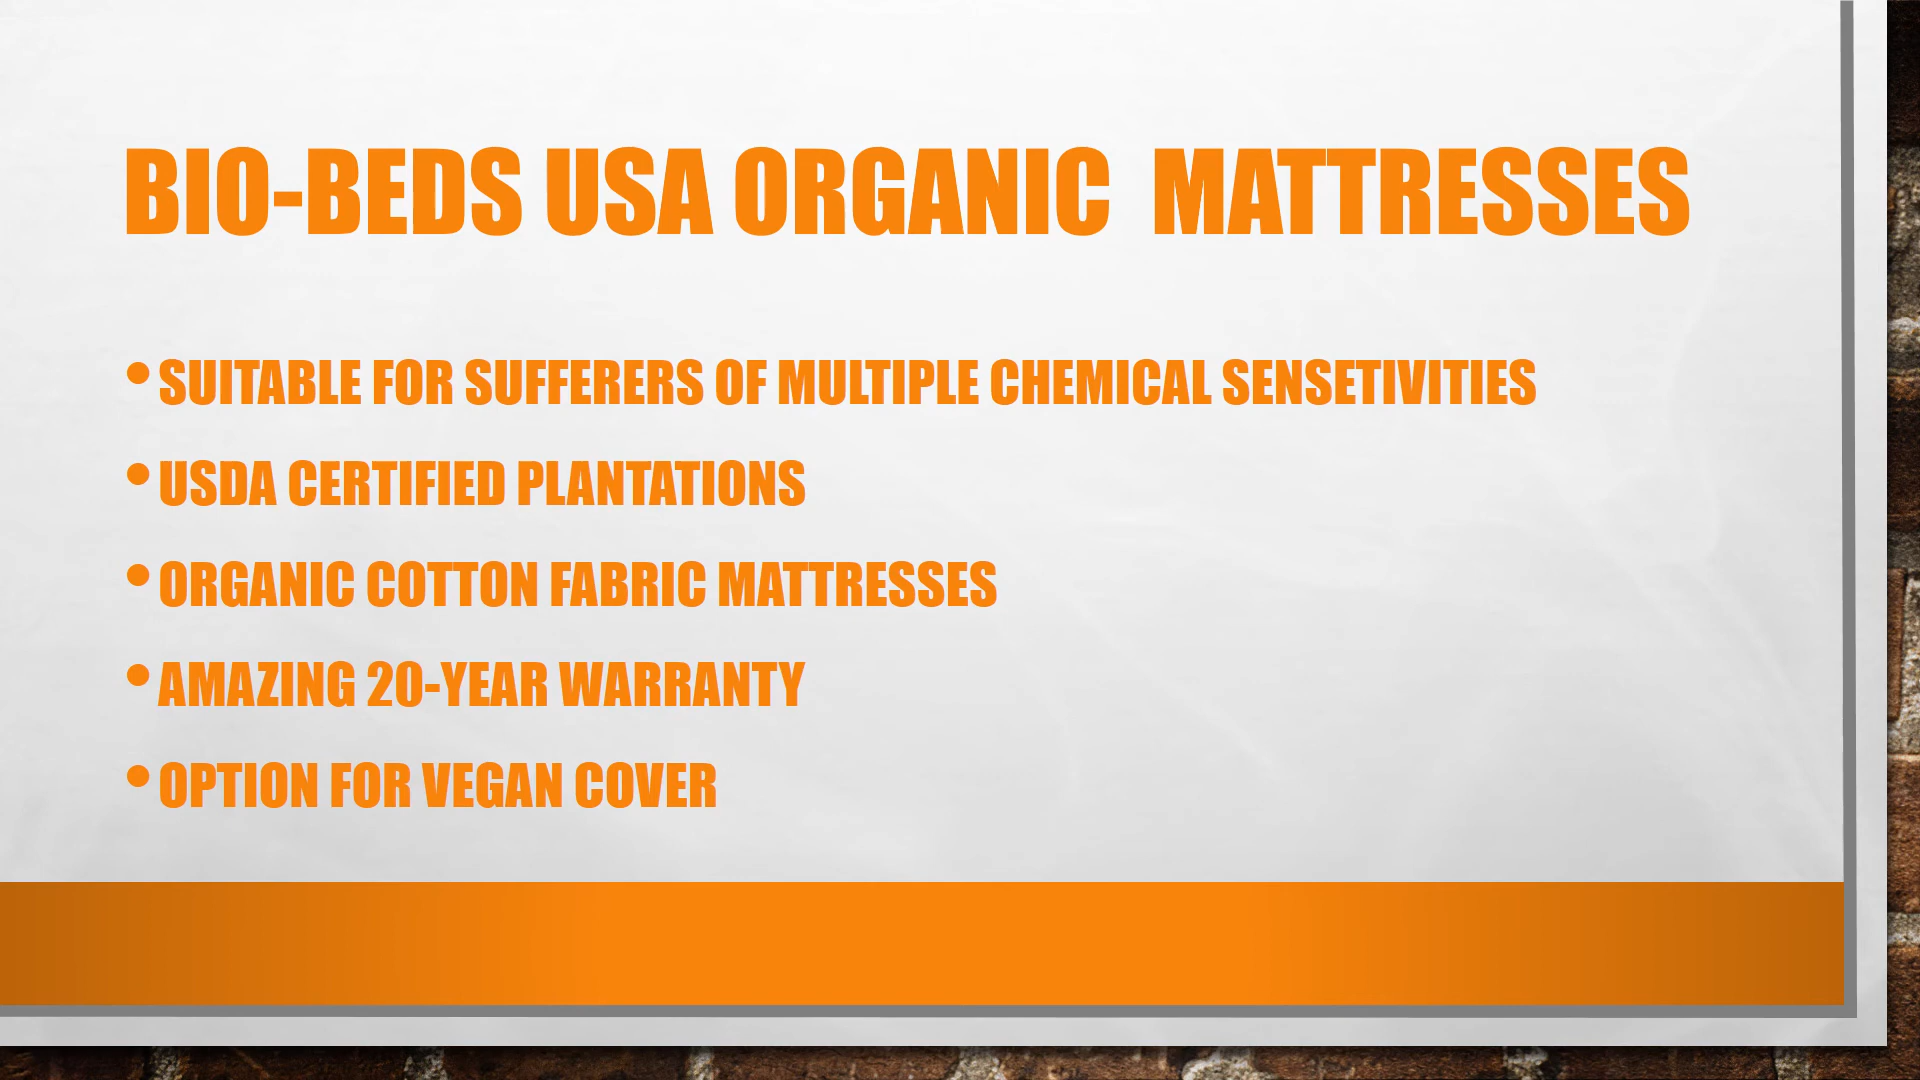 BIO-BEDS USA ORGANIC  MATTRESSES
• SUITABLE FOR SUFFERERS OF MULTIPLE CHEMICAL SENSETIVITIES
• USDA CERTIFIED PLANTATIONS
• ORGANIC COTTON FABRIC MATTRESSES
• AMAZING 20-YEAR WARRANTY
• OPTION FOR VEGAN COVER